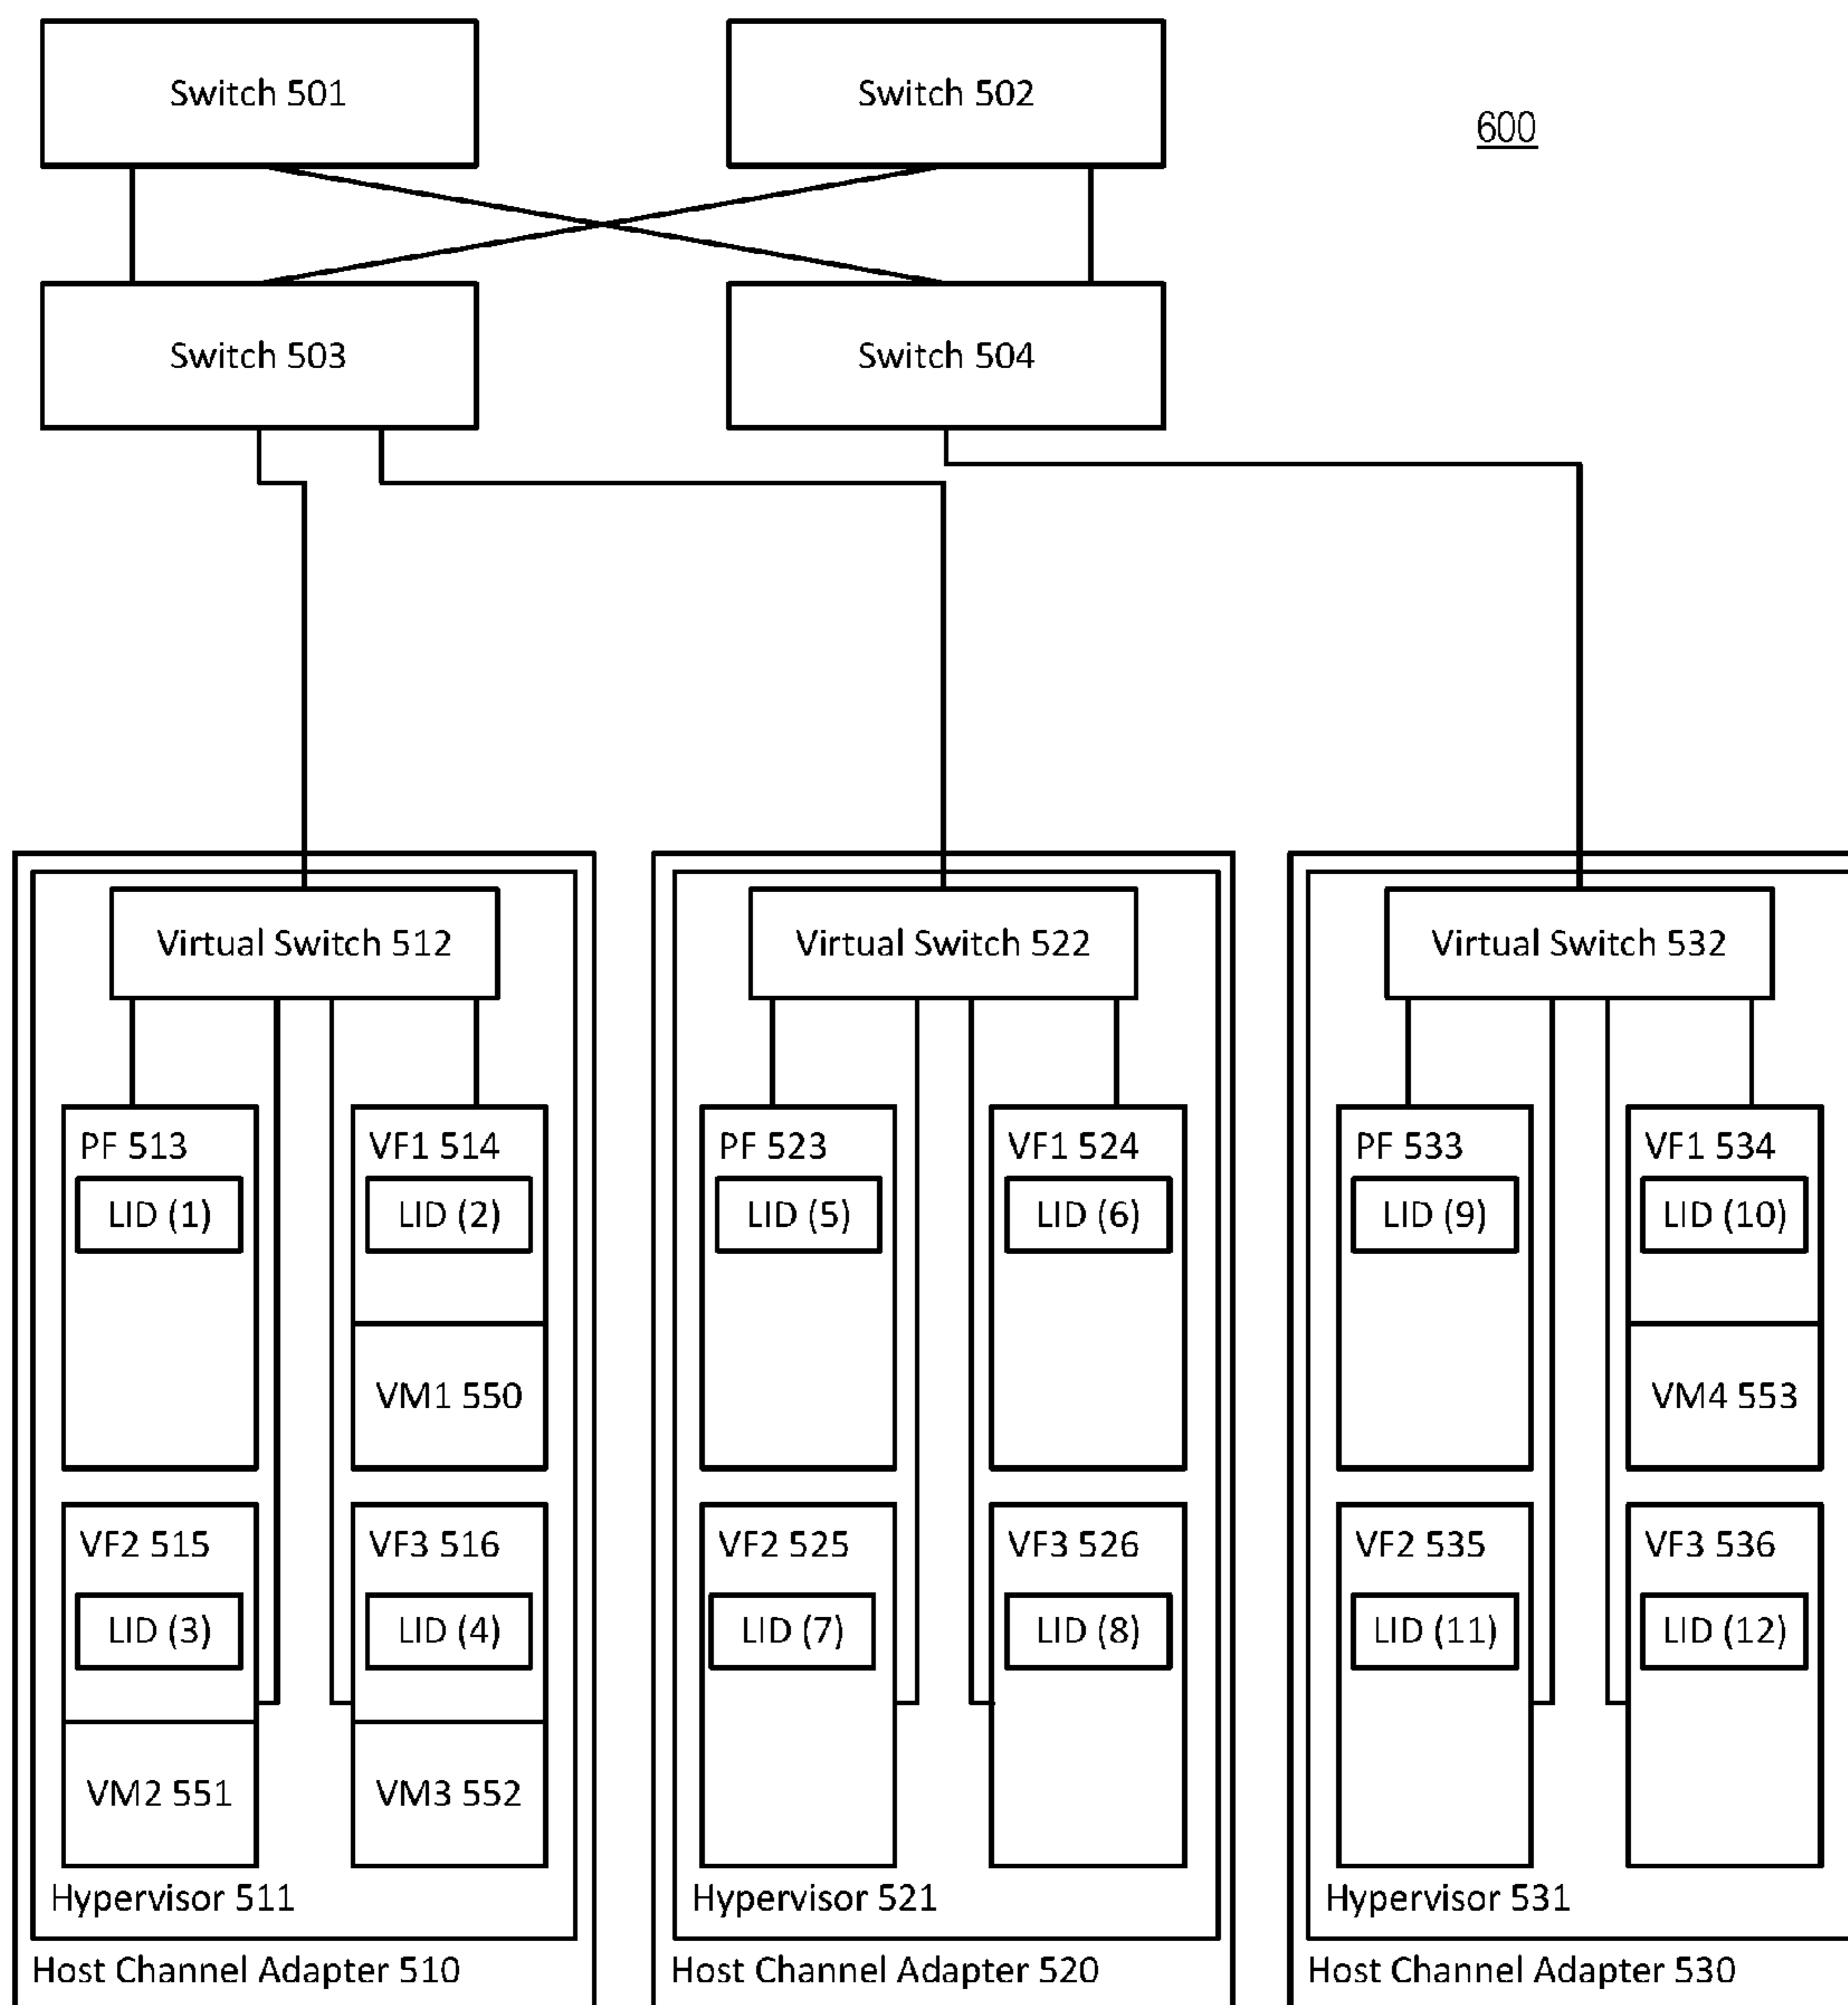 Switch 501
Switch 502
600
Switch 503
Switch 504
Virtual Switch 512
PF 513
LID (1)
VF1 514
LID (2)
VM1 550
VF2 515
LID (3)
VM2 551
VF3 516
LID (4)
VM3 552
Hypervisor 511
Host Channel Adapter 510
Virtual Switch 522
PF 523
LID (5)
VF1 524
LID (6)
VF2 525
LID (7)
VF3 526
LID (8)
Hypervisor 521
Host Channel Adapter 520
Virtual Switch 532
PF 533
LID (9)
VF1 534
LID (10)
VM4 553
VF2 535
LID (11)
VF3 536
LID (12)
Hypervisor 531
Host Channel Adapter 530